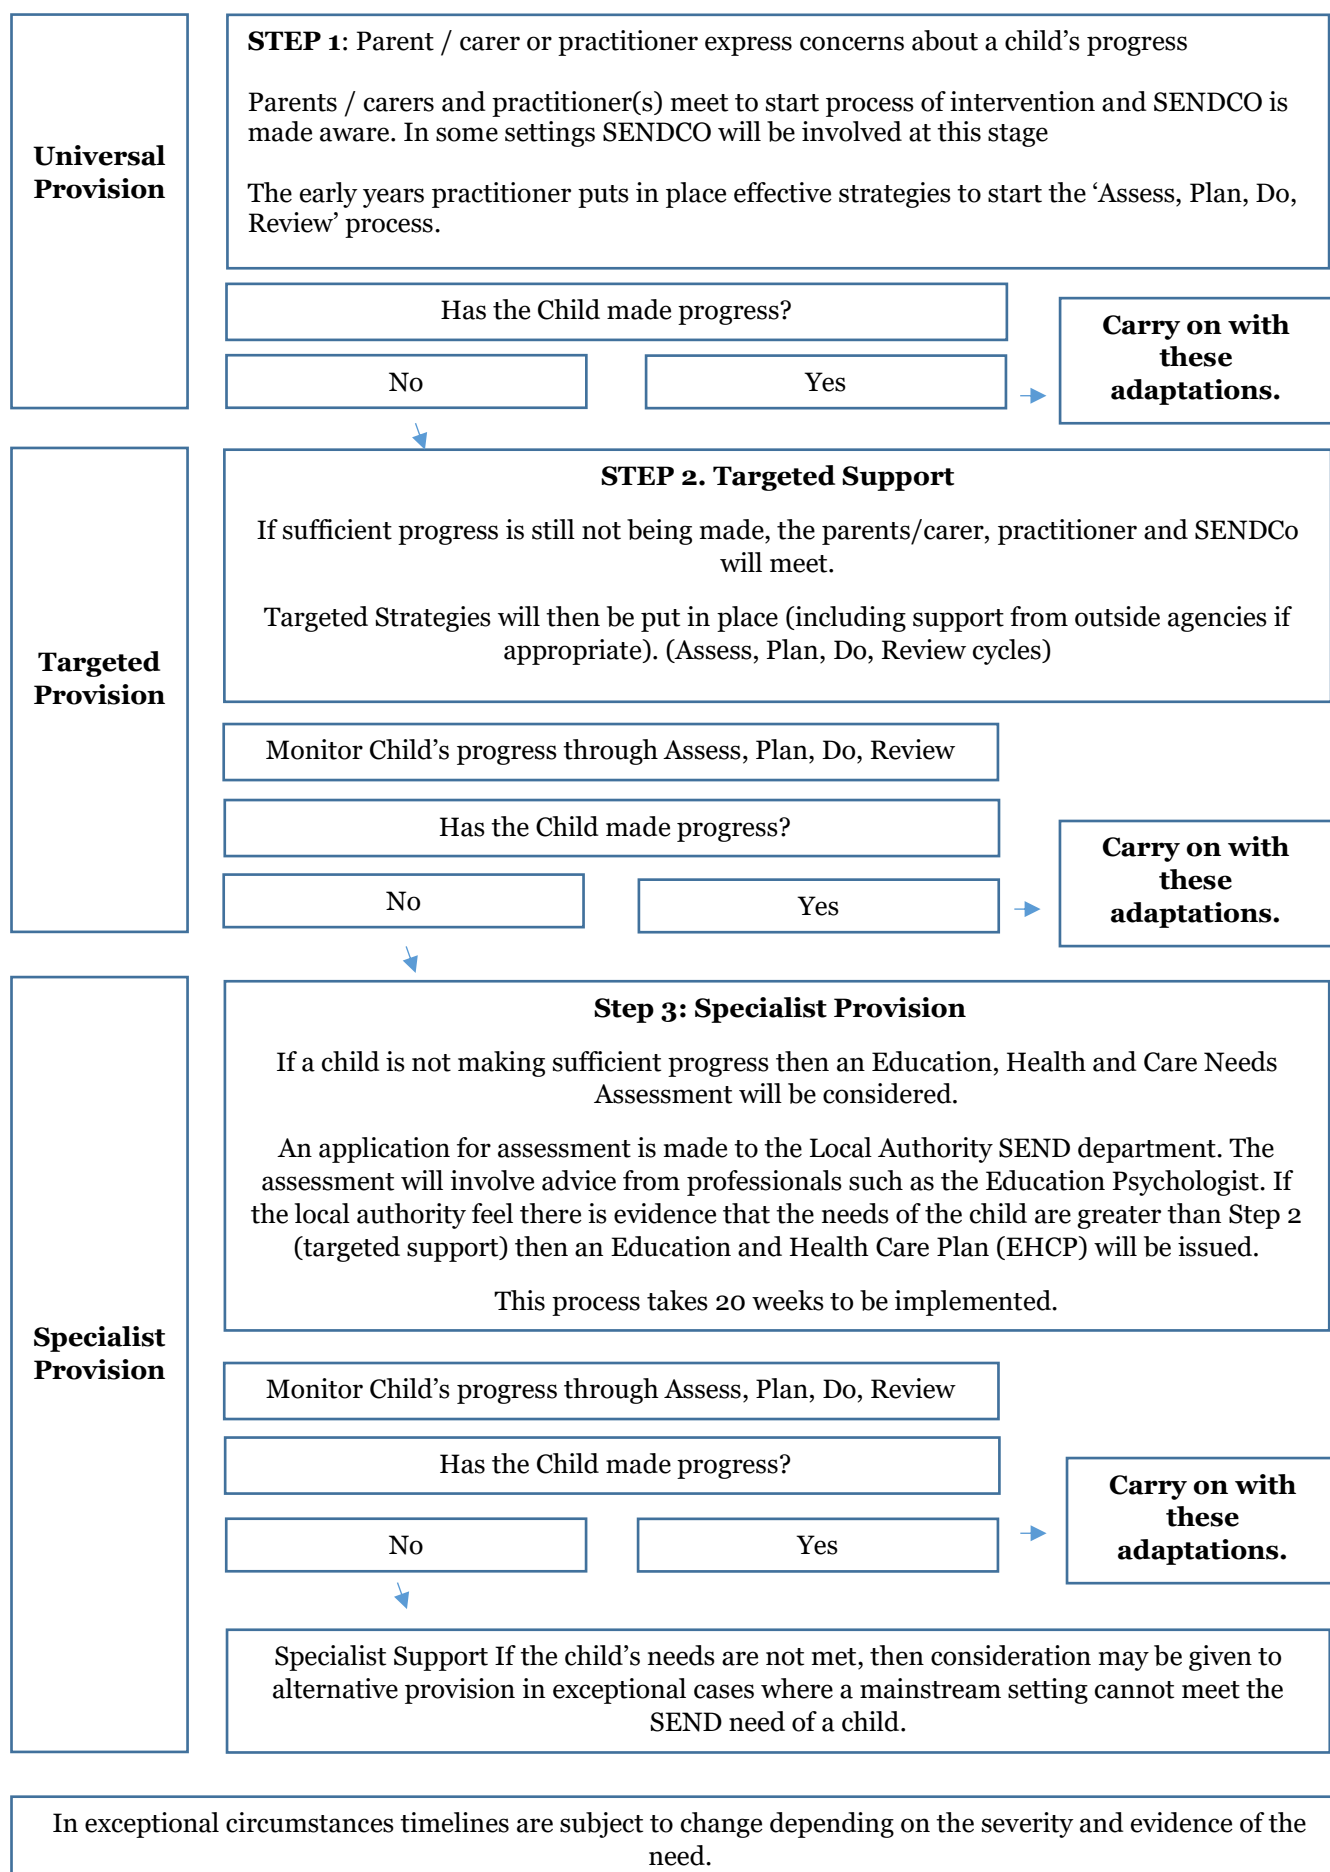 Universal
Provision
STEP 1: Parent / carer or practitioner express concerns about a child’s progress
Parents / carers and practitioner(s) meet to start process of intervention and SENDCO is
made aware. In some settings SENDCO will be involved at this stage
The early years practitioner puts in place effective strategies to start the ‘Assess, Plan, Do,
Review’ process.
Has the Child made progress?
No
Yes
Carry on with
these
adaptations.
Targeted
Provision
STEP 2. Targeted Support
If sufficient progress is still not being made, the parents/carer, practitioner and SENDCo
will meet.
Targeted Strategies will then be put in place (including support from outside agencies if
appropriate). (Assess, Plan, Do, Review cycles)
Monitor Child’s progress through Assess, Plan, Do, Review
Has the Child made progress?
No
Yes
Carry on with
these
adaptations.
Specialist
Provision
Step 3: Specialist Provision
If a child is not making sufficient progress then an Education, Health and Care Needs
Assessment will be considered.
An application for assessment is made to the Local Authority SEND department. The
assessment will involve advice from professionals such as the Education Psychologist. If
the local authority feel there is evidence that the needs of the child are greater than Step 2
(targeted support) then an Education and Health Care Plan (EHCP) will be issued.
This process takes 20 weeks to be implemented.
Monitor Child’s progress through Assess, Plan, Do, Review
Has the Child made progress?
No
Yes
Carry on with
these
adaptations.
Specialist Support If the child’s needs are not met, then consideration may be given to
alternative provision in exceptional cases where a mainstream setting cannot meet the
SEND need of a child.
In exceptional circumstances timelines are subject to change depending on the severity and evidence of the
need.